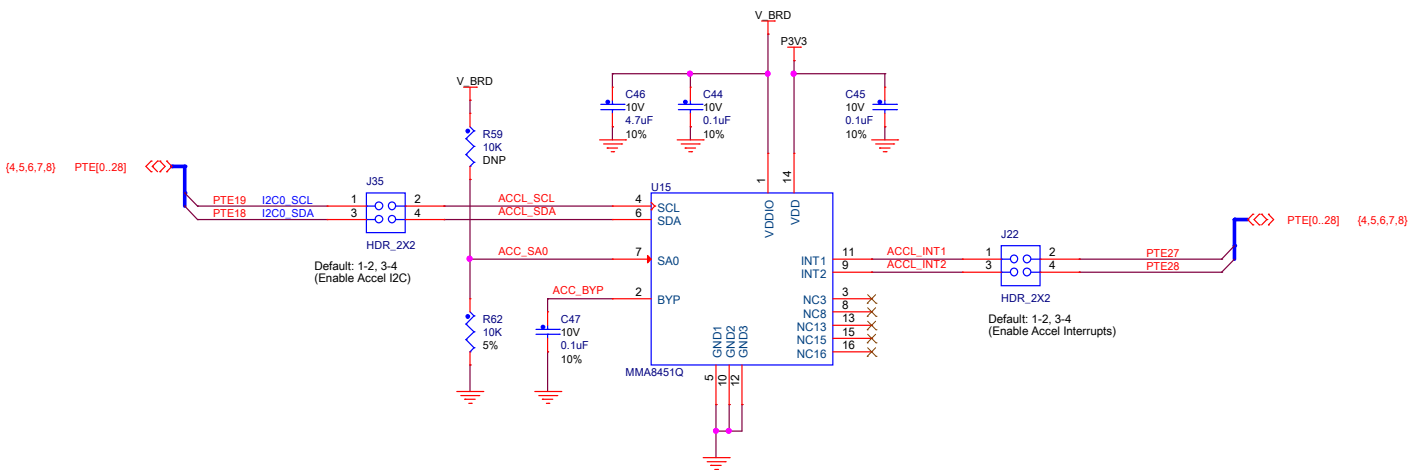 V_BRD
P3V3
V_BRD
C46
10V
4.7uF
10%
C44
10V
0.1uF
10%
C45
10V
0.1uF
10%
R59
10K
DNP
{4,5,6,7,8} PTE[0..28]
J35
U15
1
14
PTE19 I2C0_SCL 1 2 ACCL_SCL 4 SCL
PTE18 I2C0_SDA 3 4 ACCL_SDA 6 SDA
VDDIO
VDD
HDR_2X2
Default: 1-2, 3-4
(Enable Accel I2C)
PTE[0..28] {4,5,6,7,8}
J22
ACC_SA0 7 SA0
INT1 11 ACCL_INT1 1 2 PTE27
INT2 9 ACCL_INT2 3 4 PTE28
HDR_2X2
Default: 1-2, 3-4
(Enable Accel Interrupts)
ACC_BYP 2 BYP
NC3 3
NC8 8
NC13 13
NC15 15
NC16 16
R62
10K
5%
C47
10V
0.1uF
10%
GND1
GND2
GND3
MMA8451Q
5
10
12